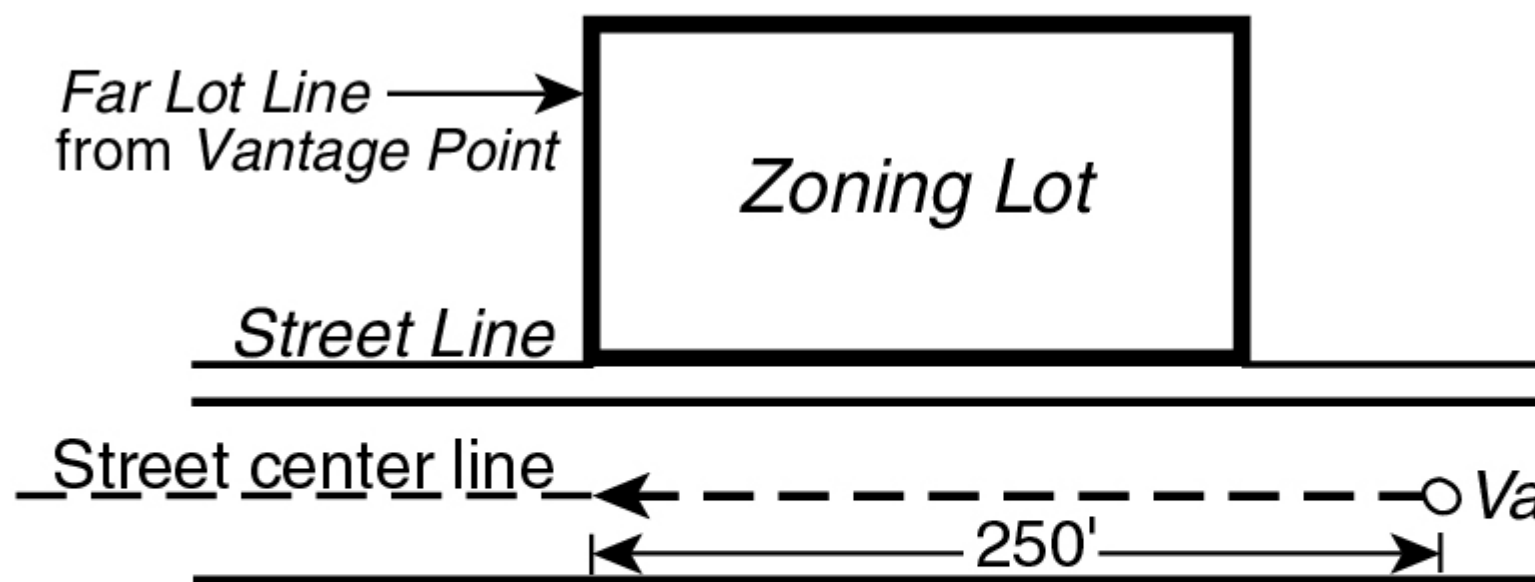 Far Lot Line
from Vantage Point
Zoning Lot
Street Line
Street center line
250'